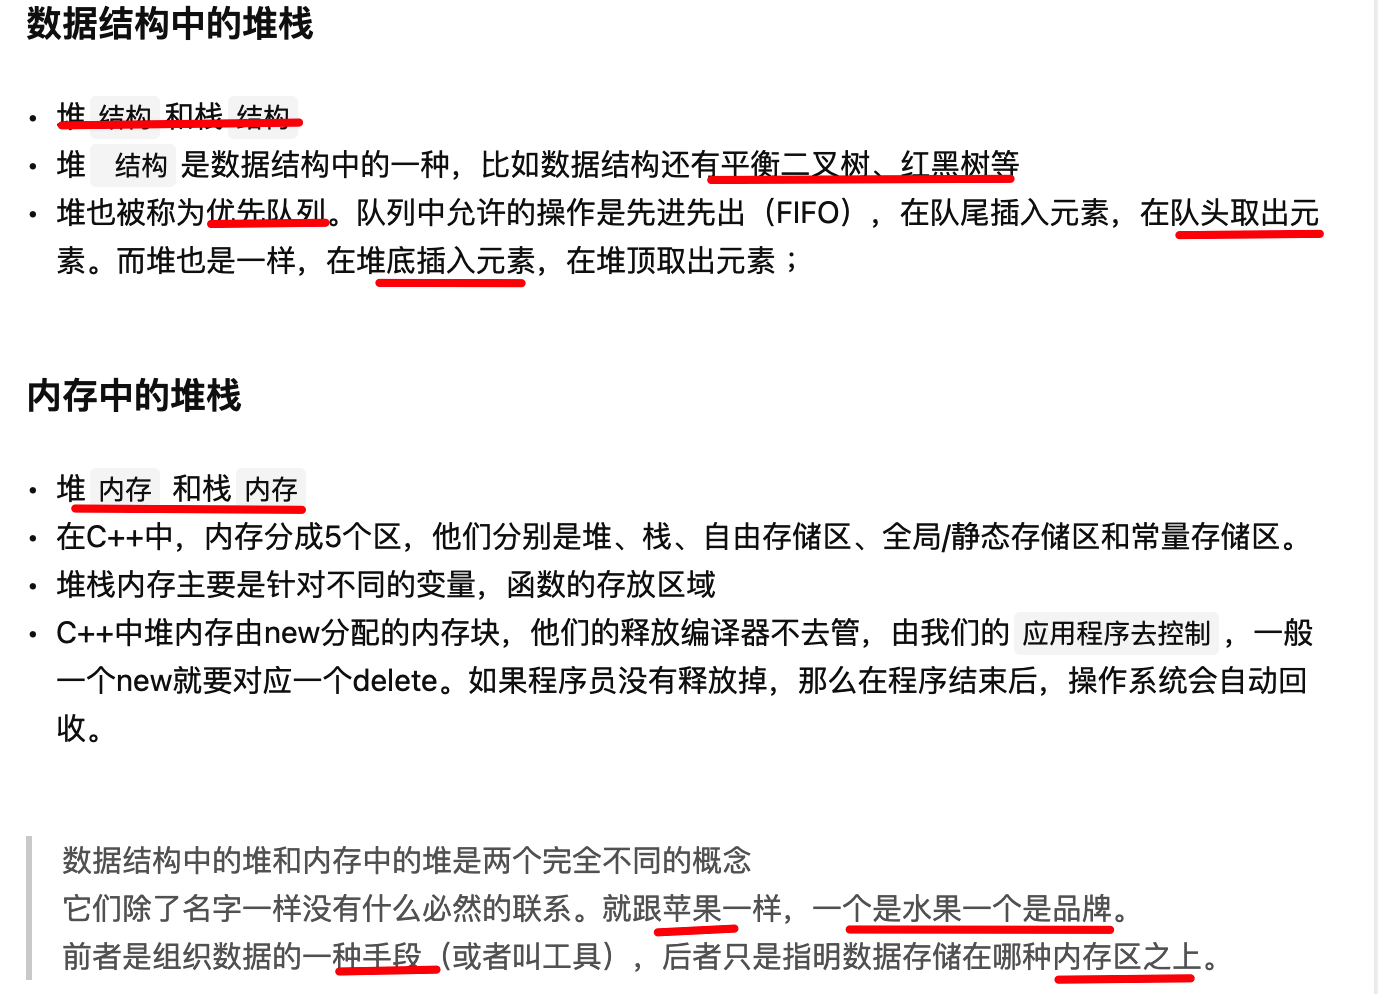 数据结构中的堆栈
• 堆 结构 和栈 结构
• 堆 结构 是数据结构中的一种，比如数据结构还有平衡二叉树、红黑树等
• 堆也被称为优先队列。队列中允许的操作是先进先出（FIFO），在队尾插入元素，在队头取出元
素。而堆也是一样，在堆底插入元素，在堆顶取出元素；
内存中的堆栈
• 堆 内存 和栈 内存
• 在C++中，内存分成5个区，他们分别是堆、栈、自由存储区、全局/静态存储区和常量存储区。
• 堆栈内存主要是针对不同的变量，函数的存放区域
• C++中堆内存由new分配的内存块，他们的释放编译器不去管，由我们的 应用程序去控制 ，一般
一个new就要对应一个delete。如果程序员没有释放掉，那么在程序结束后，操作系统会自动回
收。
数据结构中的堆和内存中的堆是两个完全不同的概念
它们除了名字一样没有什么必然的联系。就跟苹果一样，一个是水果一个是品牌。
前者是组织数据的一种手段（或者叫工具），后者只是指明数据存储在哪种内存区之上。